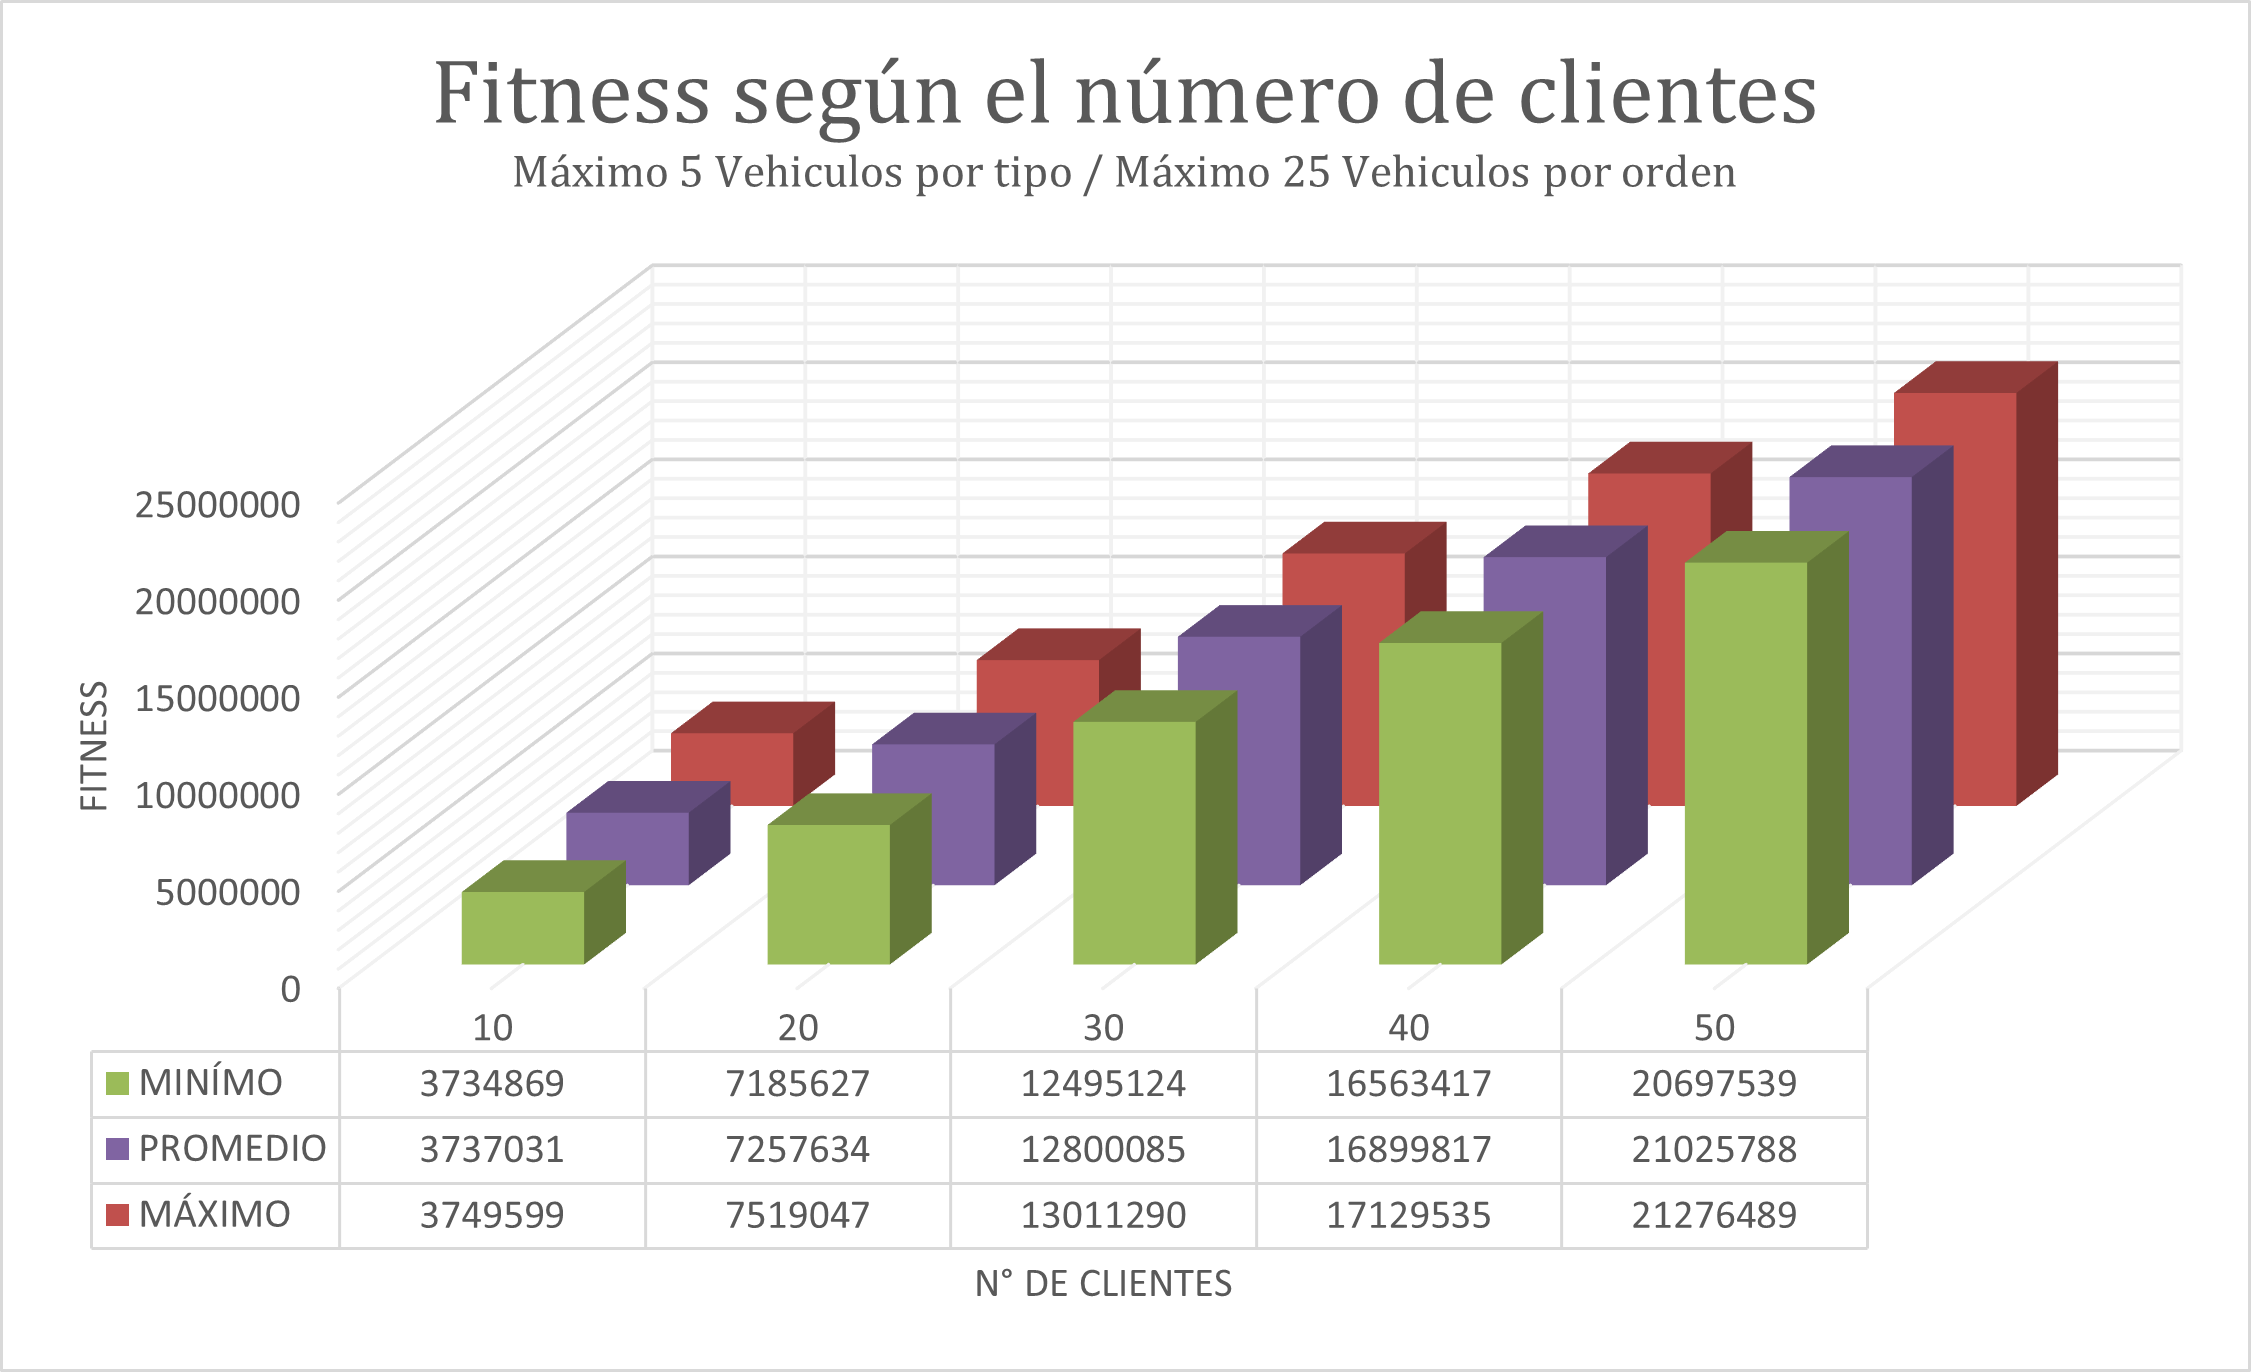 Fitness según el número de clientes
Máximo 5 Vehiculos por tipo / Máximo 25 Vehiculos por orden
25000000
20000000
15000000
10000000
5000000
0
FITNESS
10 20 30 40 50
MINÍMO 3734869 7185627 12495124 16563417 20697539
PROMEDIO 3737031 7257634 12800085 16899817 21025788
MÁXIMO 3749599 7519047 13011290 17129535 21276489
N° DE CLIENTES